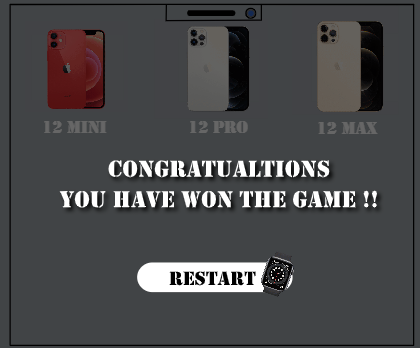 12 MINI 12 PRO 12 MAX
CONGRATUALTIONS
YOU HAVE WON THE GAME !!
RESTART